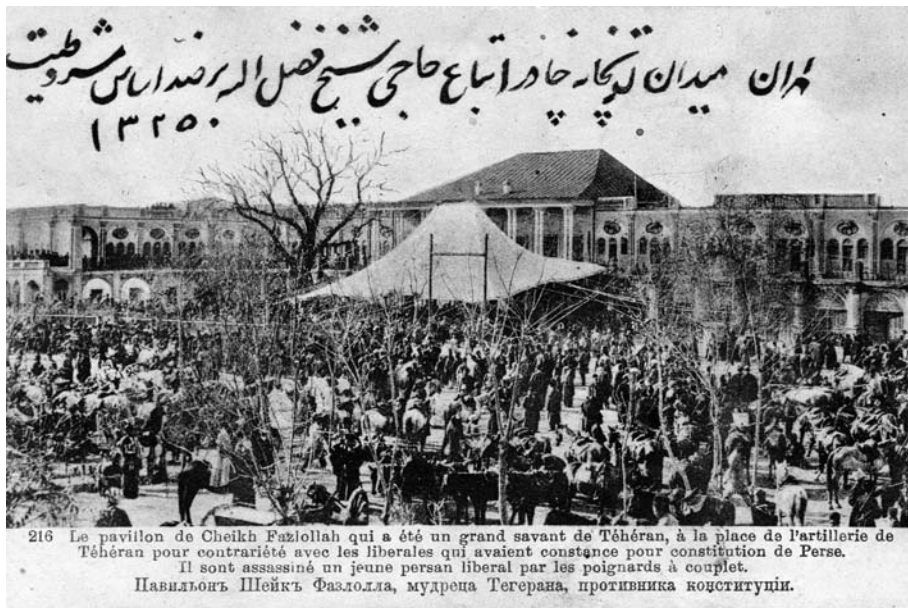 طهران میدان توپخانه چادر اتباع حاجی شیخ فضل اله بر ضد اساس مشروطیت
۱۳۲۵
216 Le pavillon de Cheikh Fazlollah qui a été un grand savant de Téhéran, à la place de l'artillerie de
Téhéran pour contrariété avec les liberales qui avaient constance pour constitution de Perse.
Il sont assassiné un jeune persan liberal par les poignards à couplet.
Павильонъ Шейкъ Фазлолла, мудреца Тегерана, противника конституціи.